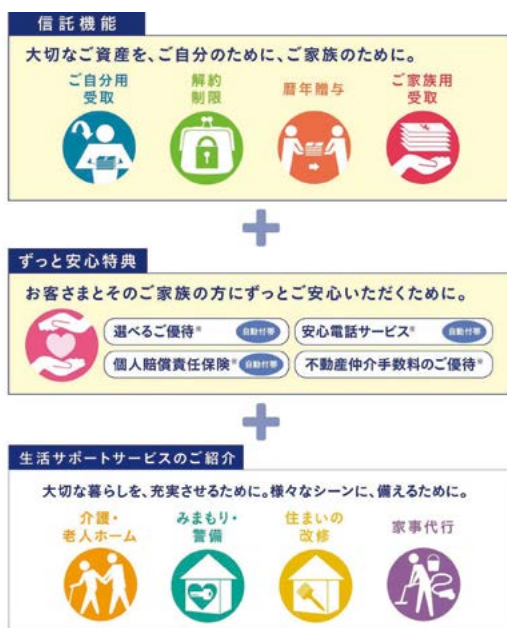 信託機能
大切なご資産を、ご自分のために、ご家族のために。
ご自分用
受取
解約
制限
暦年贈与
ご家族用
受取
ずっと安心特典
お客さまとそのご家族の方にずっとご安心いただくために。
選べるご優待※ 自動付帯
安心電話サービス※ 自動付帯
個人賠償責任保険※ 自動付帯
不動産仲介手数料のご優待※
生活サポートサービスのご紹介
大切な暮らしを、充実させるために。様々なシーンに、備えるために。
介護・
老人ホーム
みまもり・
警備
住まいの
改修
家事代行